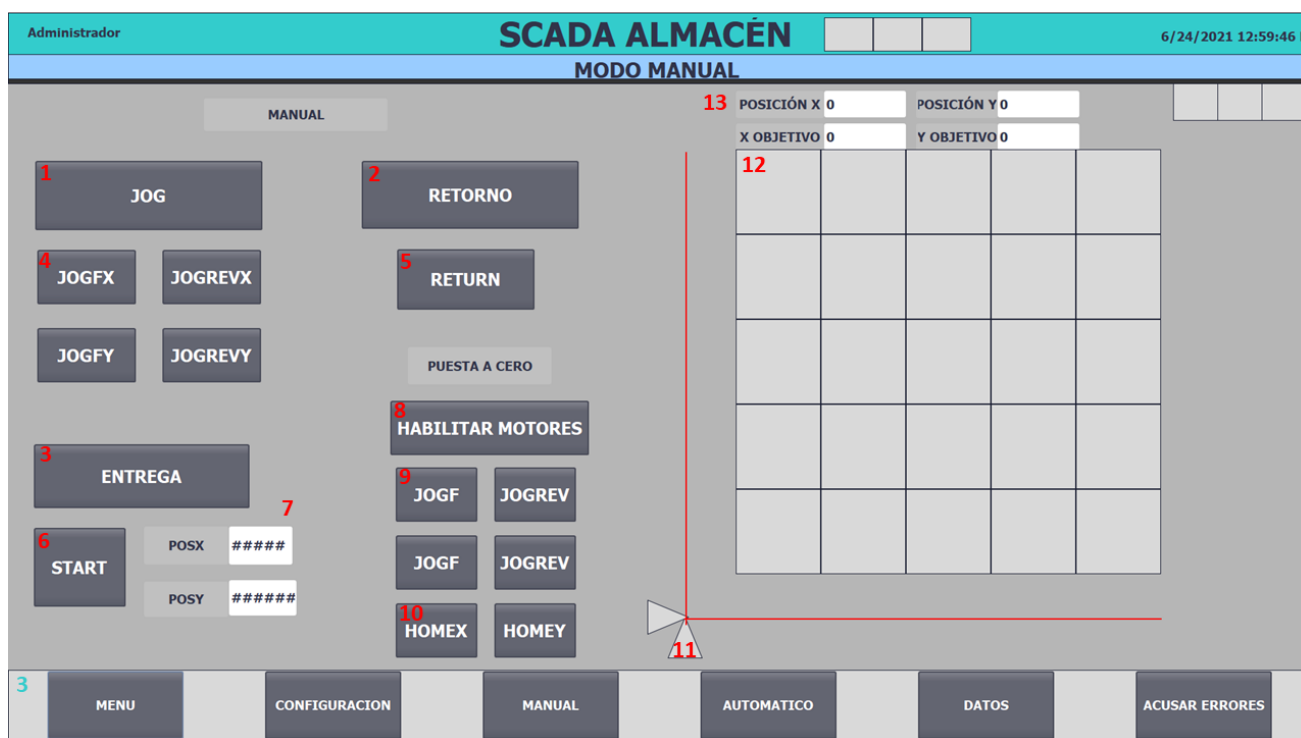 Administrador
SCADA ALMACÉN
6/24/2021 12:59:46
MODO MANUAL
MANUAL
13 POSICIÓN X 0 POSICIÓN Y 0
X OBJETIVO 0 Y OBJETIVO 0
1 JOG
2 RETORNO
12
4 JOGFX JOGREVX
5 RETURN
JOGFY JOGREVY
PUESTA A CERO
8 HABILITAR MOTORES
3 ENTREGA
9 JOGF JOGREV
7
6 START
POSX #####
JOGF JOGREV
POSY ######
10 HOMEX HOMEY
11
3 MENU CONFIGURACION MANUAL AUTOMATICO DATOS ACUSAR ERRORES